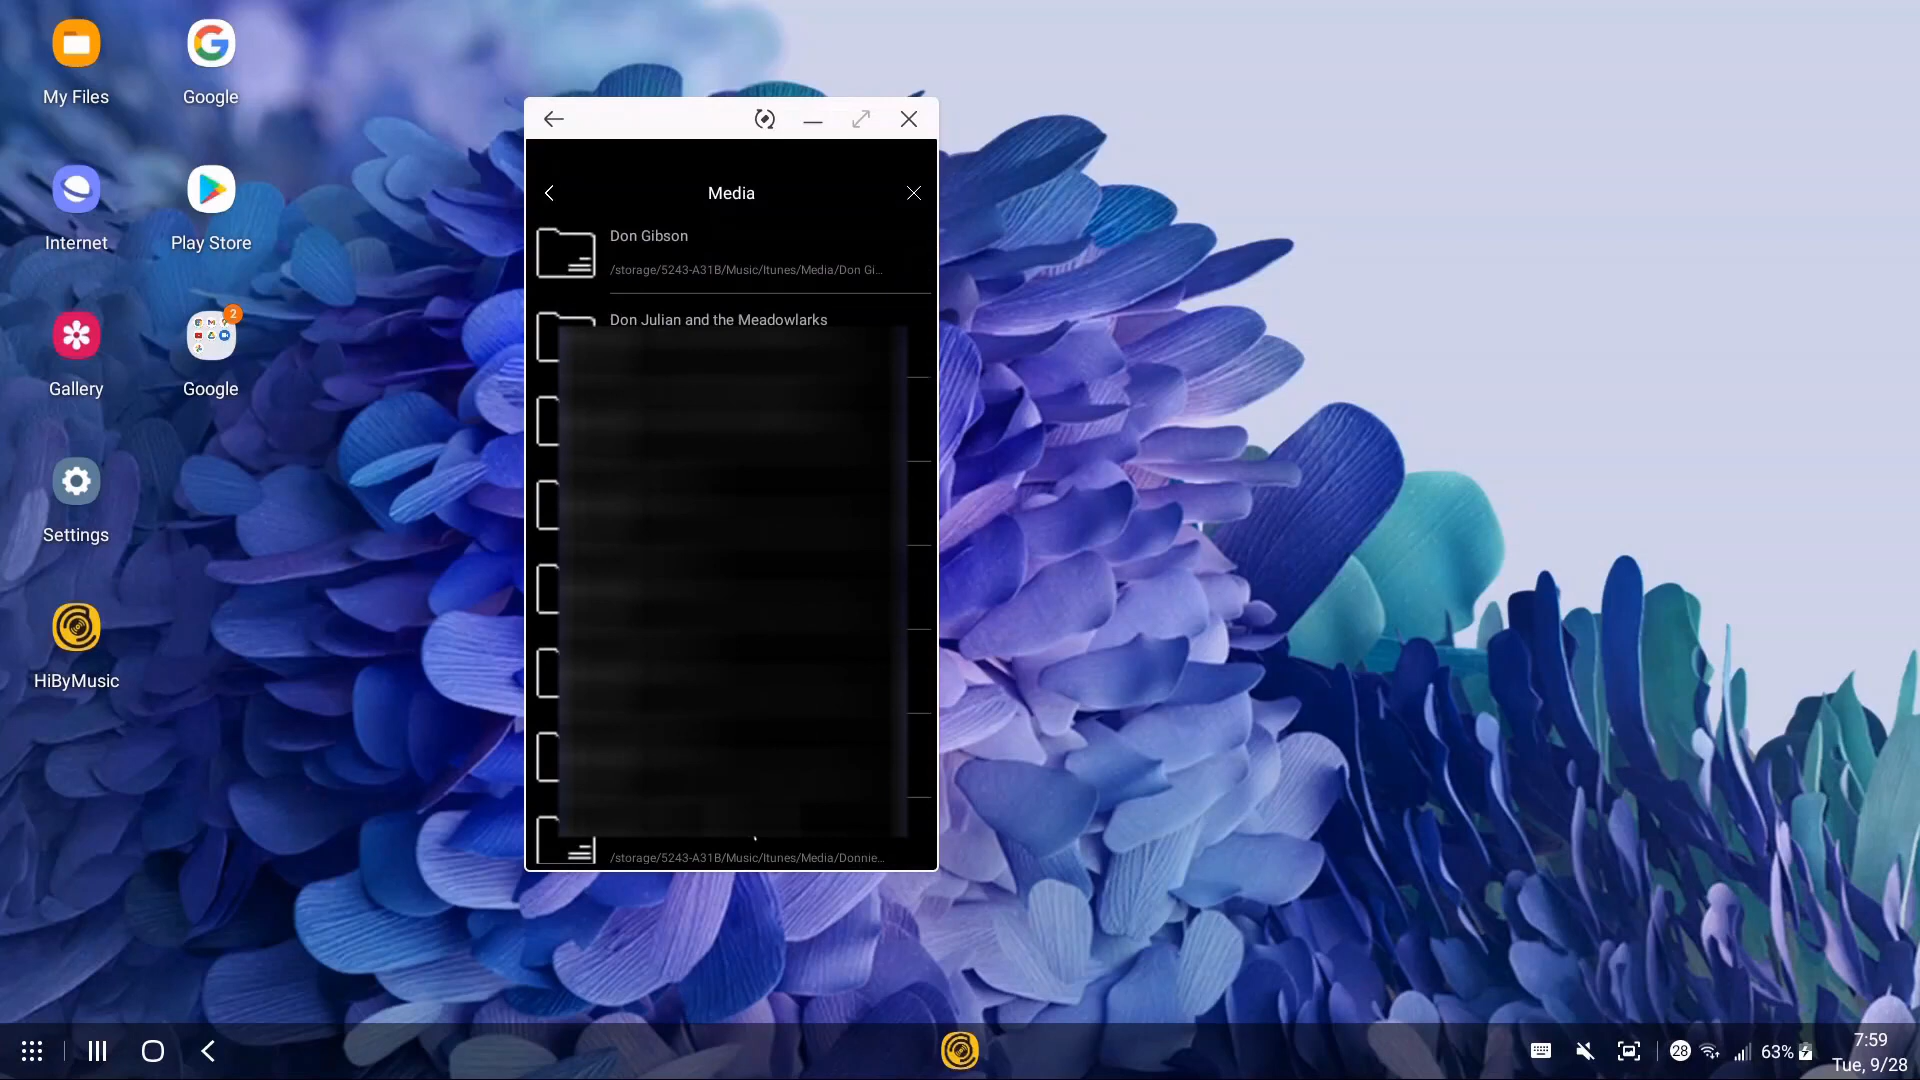 My Files
Google
Internet
Play Store
2
Gallery
Google
Settings
HiByMusic
Media
Don Gibson
/storage/5243-A31B/Music/Itunes/Media/Don Gi...
Don Julian and the Meadowlarks
/storage/5243-A31B/Music/Itunes/Media/Donnie...
28
63%
7:59
Tue, 9/28